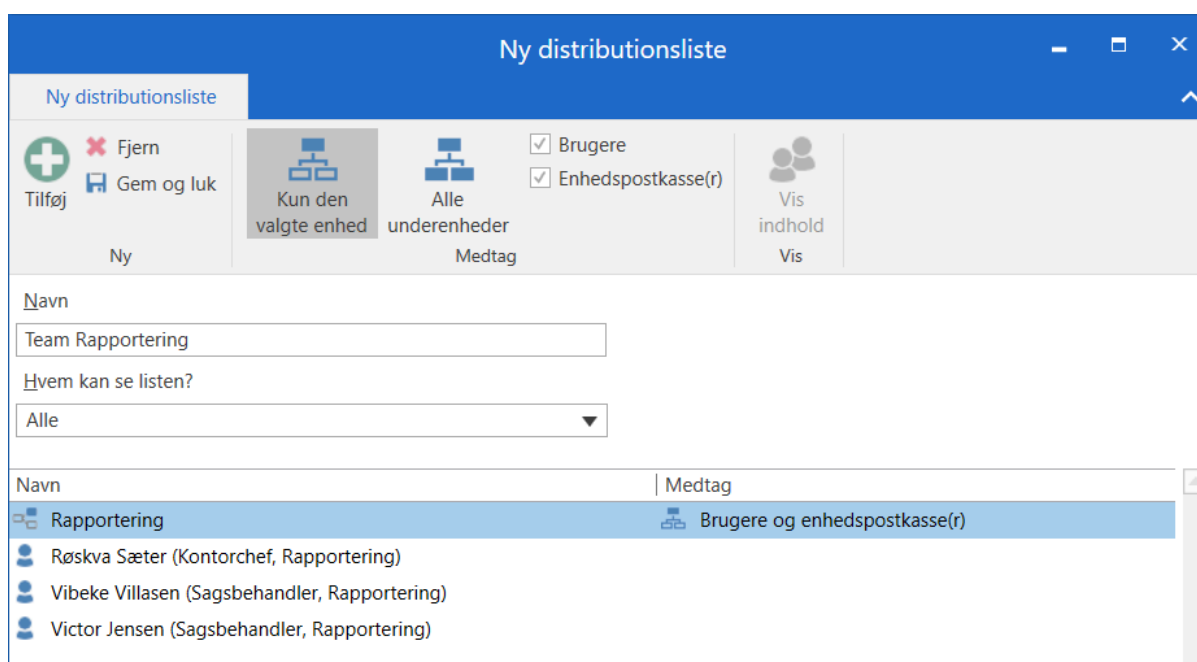 Ny distributionsliste
Ny distributionsliste
Tilføj
Fjern
Gem og luk
Ny
Kun den
valgte enhed
Alle
underenheder
Brugere
Enhedspostkasse(r)
Medtag
Vis
indhold
Vis
Navn
Team Rapportering
Hvem kan se listen?
Alle
Navn Medtag
Rapportering Brugere og enhedspostkasse(r)
Røskva Sæter (Kontorchef, Rapportering)
Vibeke Villasen (Sagsbehandler, Rapportering)
Victor Jensen (Sagsbehandler, Rapportering)